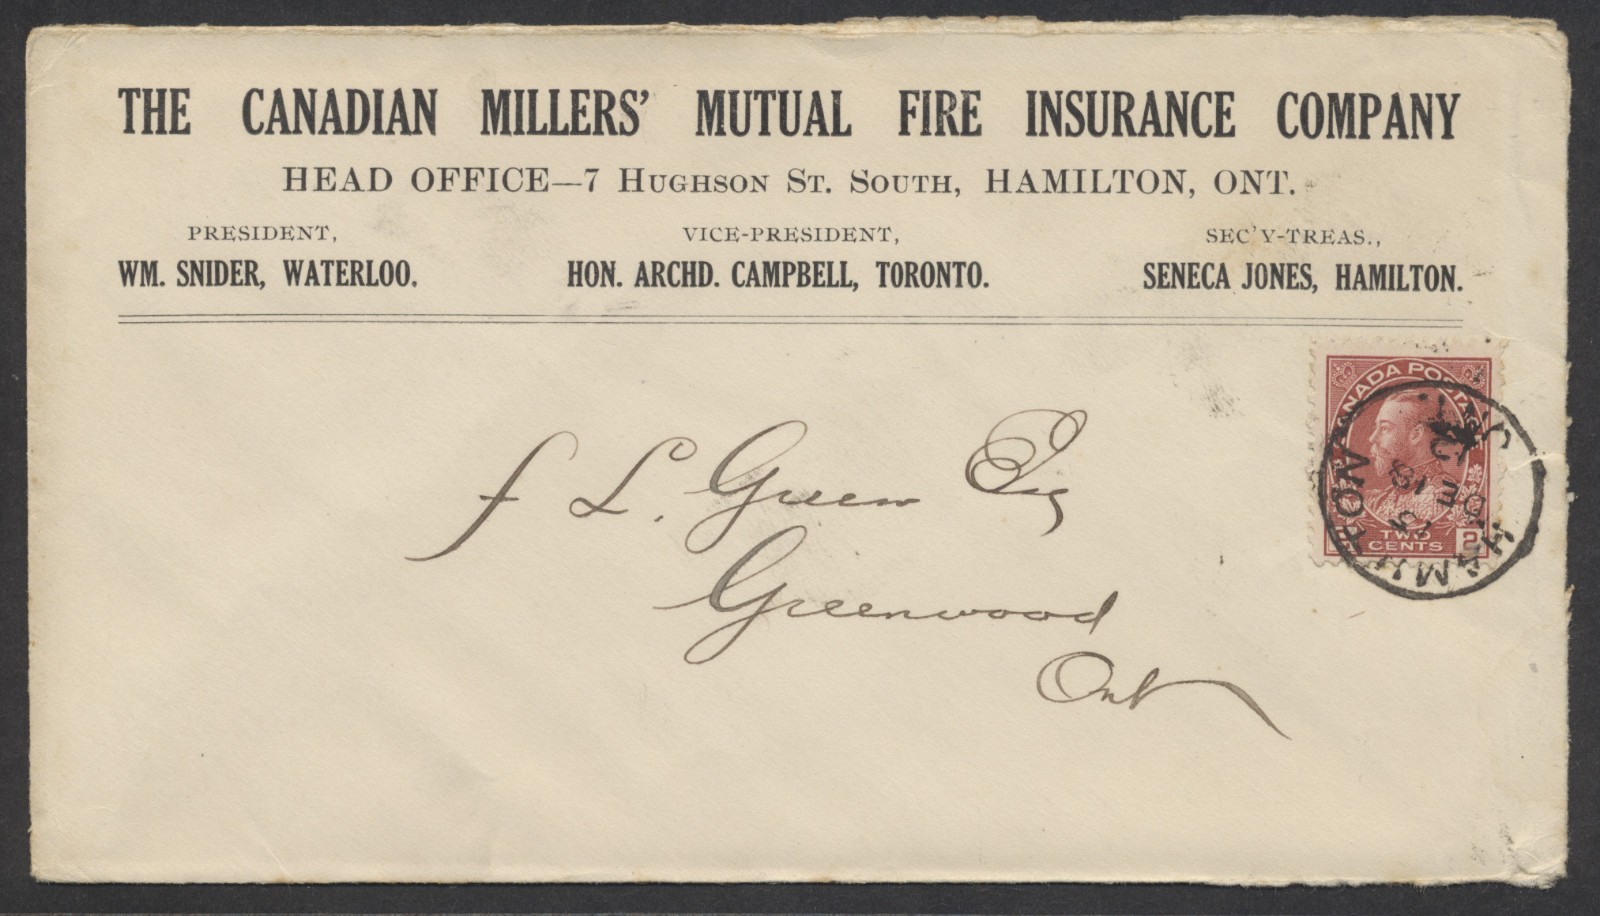 THE CANADIAN MILLERS' MUTUAL FIRE INSURANCE COMPANY
HEAD OFFICE—7 HUGHSON ST. SOUTH, HAMILTON, ONT.
PRESIDENT, VICE-PRESIDENT, SEC'Y-TREAS.,
WM. SNIDER, WATERLOO. HON. ARCHD. CAMPBELL, TORONTO. SENECA JONES, HAMILTON.
CANADA POSTAGE
TWO
CENTS 2
HAMILTON
DE
L. Green Esq
Greenwood
Ont